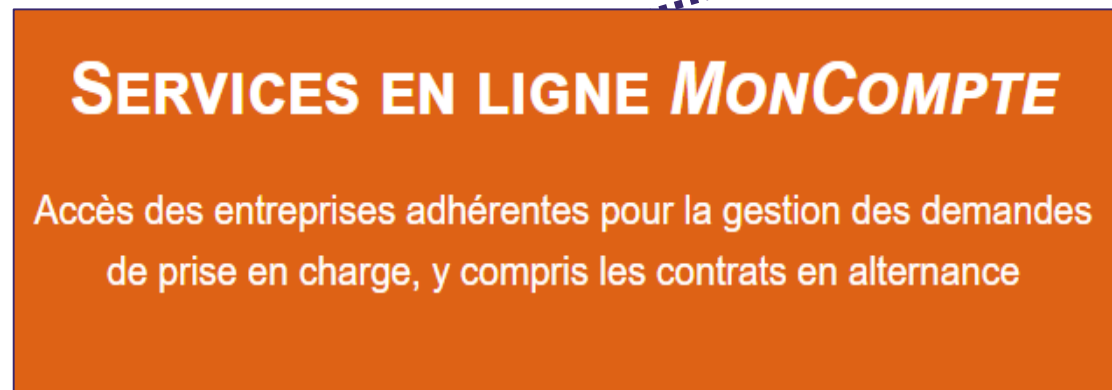 SERVICES EN LIGNE MONCOMPTE
Accès des entreprises adhérentes pour la gestion des demandes
de prise en charge, y compris les contrats en alternance